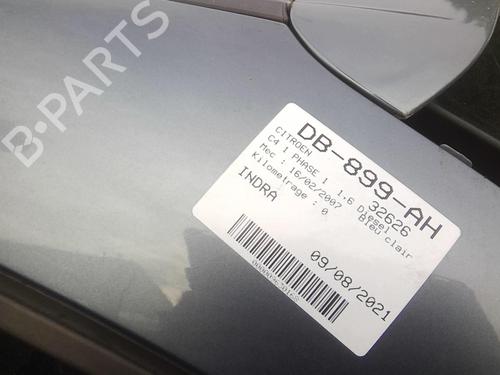 B-PARTS
DB-899-AH
CITROEN 32626
C4 1 PHASE 1 1.6 Diesel
Mec : 16/02/2007 Bleu clair
Kilometrage : 0
INDRA
09/08/2021